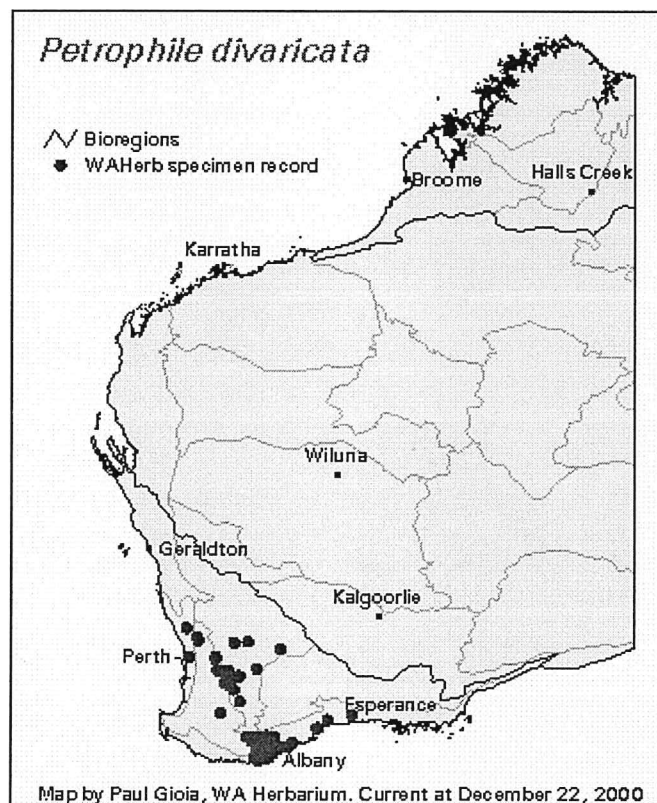 Petrophile divaricata
Bioregions
WAHerb specimen record
Broome
Halls Creek
Karratha
Wiluna
Geraldton
Kalgoorlie
Perth
Esperance
Albany
Map by Paul Gioia, WA Herbarium. Current at December 22, 2000